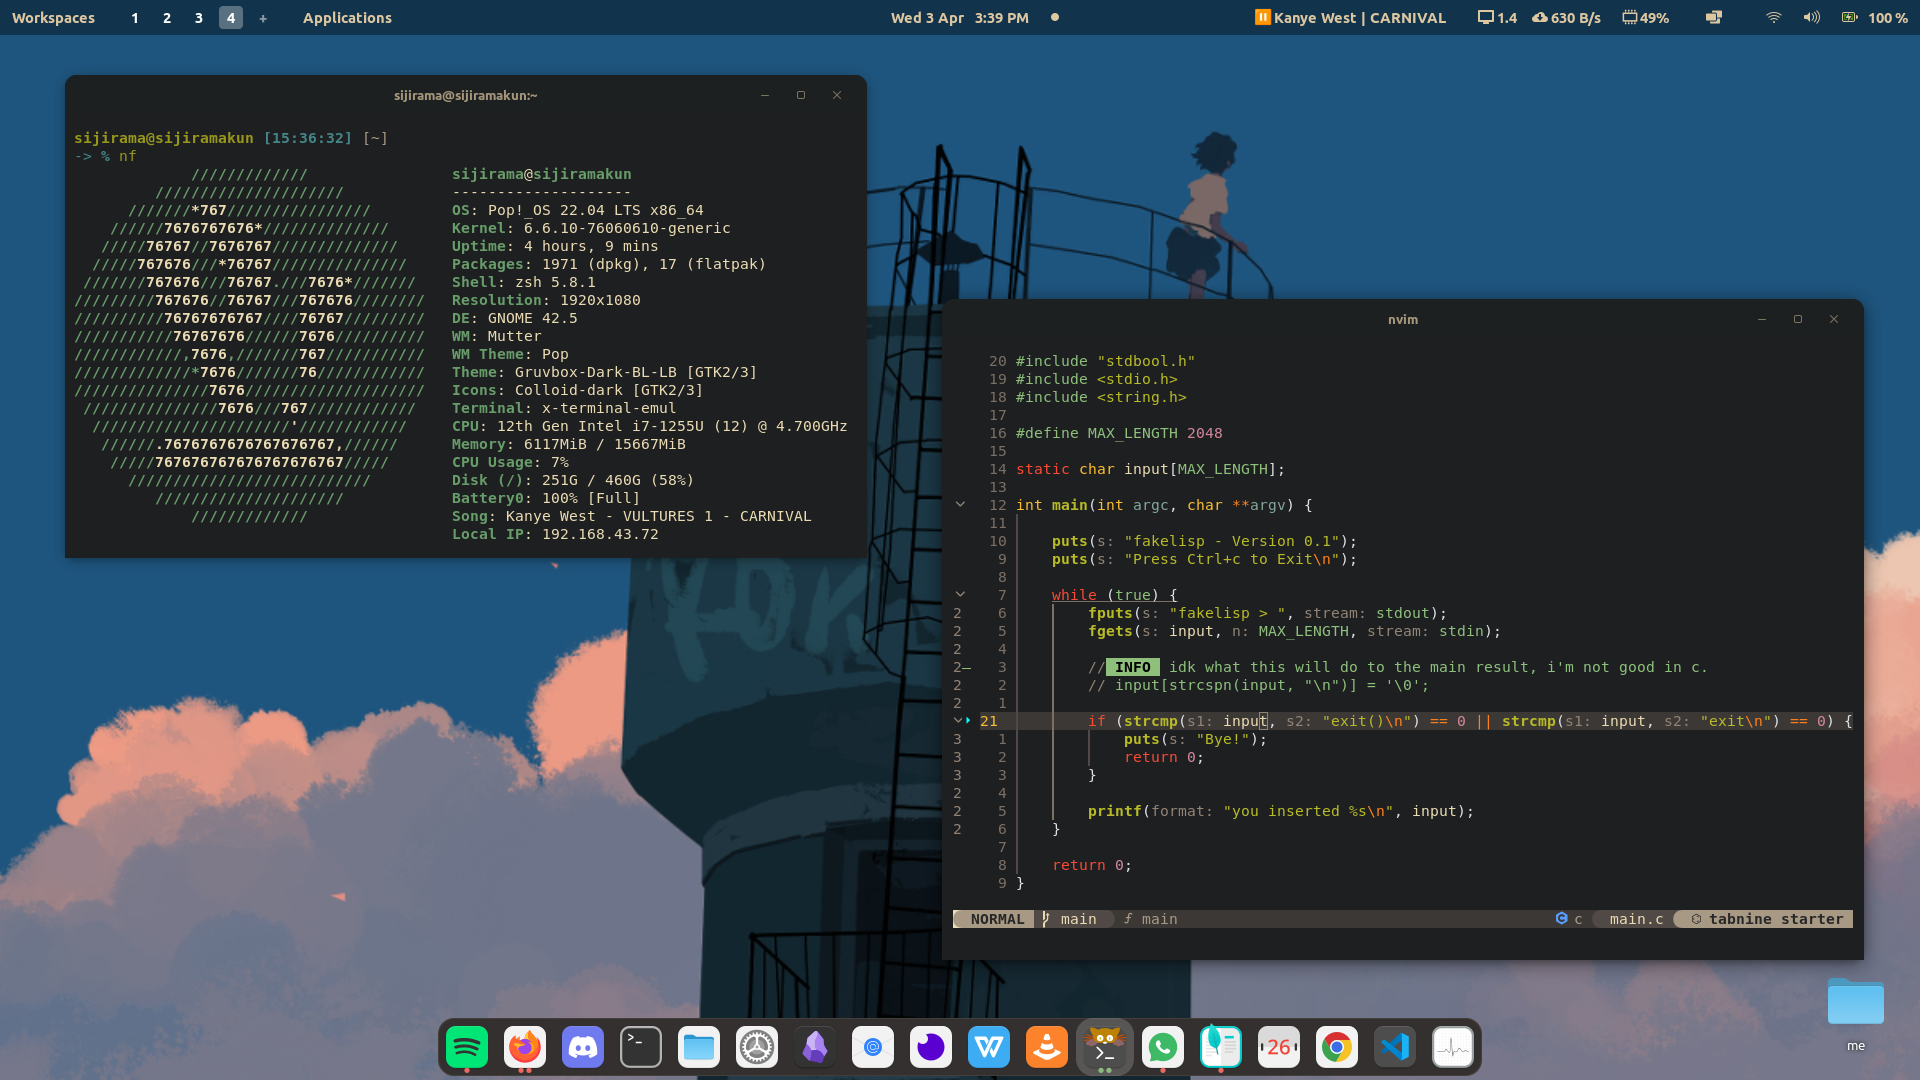 Workspaces 1 2 3 4 + Applications
Wed 3 Apr 3:39 PM
Kanye West | CARNIVAL 1.4 630 B/s 49% 100 %
sijirama@sijiramakun:~
sijirama@sijiramakun [15:36:32] [~]
-> % nf
/////////////
/////////////////////
///////*767////////////////
//////7676767676*//////////////
/////76767//7676767//////////////
/////767676///*76767///////////////
///////767676///76767.///7676*///////
/////////767676//76767///767676////////
//////////76767676767////76767/////////
///////////76767676//////7676//////////
////////////,7676,///////767///////////
/////////////*7676///////76////////////
///////////////7676////////////////////
///////////////7676///767////////////
//////////////////////'////////////
//////.7676767676767676767,//////
/////767676767676767676767/////
///////////////////////////
/////////////////////
/////////////
sijirama@sijiramakun
--------------------
OS: Pop!_OS 22.04 LTS x86_64
Kernel: 6.6.10-76060610-generic
Uptime: 4 hours, 9 mins
Packages: 1971 (dpkg), 17 (flatpak)
Shell: zsh 5.8.1
Resolution: 1920x1080
DE: GNOME 42.5
WM: Mutter
WM Theme: Pop
Theme: Gruvbox-Dark-BL-LB [GTK2/3]
Icons: Colloid-dark [GTK2/3]
Terminal: x-terminal-emul
CPU: 12th Gen Intel i7-1255U (12) @ 4.700GHz
Memory: 6117MiB / 15667MiB
CPU Usage: 7%
Disk (/): 251G / 460G (58%)
Battery0: 100% [Full]
Song: Kanye West - VULTURES 1 - CARNIVAL
Local IP: 192.168.43.72
nvim
20 #include "stdbool.h"
19 #include <stdio.h>
18 #include <string.h>
17
16 #define MAX_LENGTH 2048
15
14 static char input[MAX_LENGTH];
13
12 int main(int argc, char **argv) {
11
10 puts(s: "fakelisp - Version 0.1");
9 puts(s: "Press Ctrl+c to Exit\n");
8
7 while (true) {
2 6 fputs(s: "fakelisp > ", stream: stdout);
2 5 fgets(s: input, n: MAX_LENGTH, stream: stdin);
2 4
2– 3 // INFO idk what this will do to the main result, i'm not good in c.
2 2 // input[strcspn(input, "\n")] = '\0';
2 1
21 if (strcmp(s1: input, s2: "exit()\n") == 0 || strcmp(s1: input, s2: "exit\n") == 0) {
3 1 puts(s: "Bye!");
3 2 return 0;
3 3 }
2 4
2 5 printf(format: "you inserted %s\n", input);
2 6 }
7
8 return 0;
9 }
NORMAL main ƒ main c main.c tabnine starter
26
me